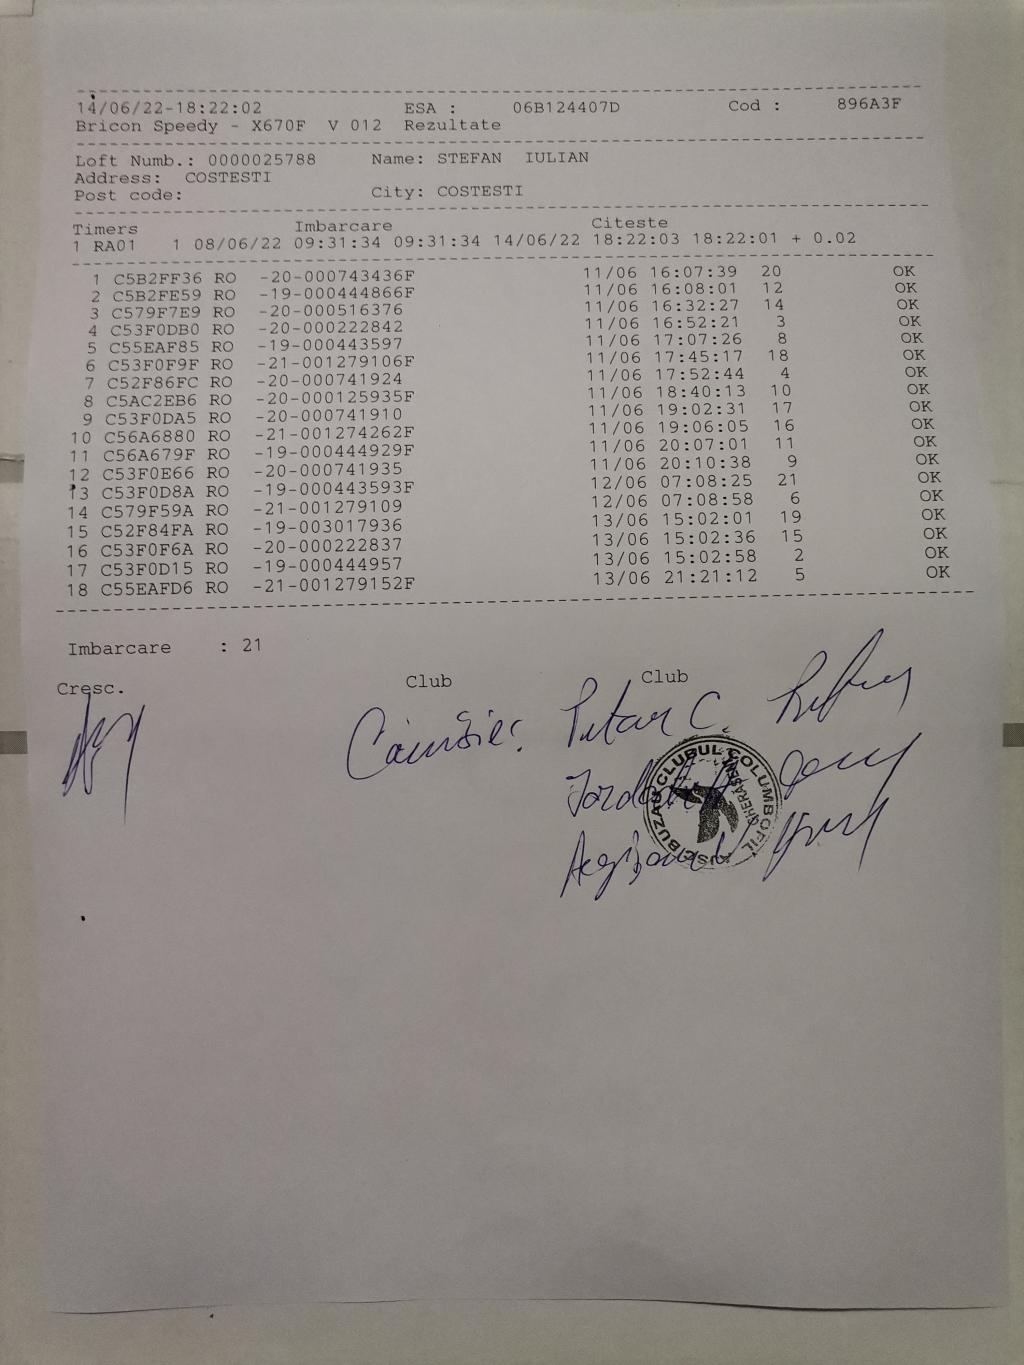 14/06/22-18:22:02 ESA : 06B124407D Cod : 896A3F
Bricon Speedy - X670F V 012 Rezultate
Loft Numb.: 0000025788 Name: STEFAN IULIAN
Address: COSTESTI
Post code: City: COSTESTI
Timers Imbarcare Citeste
1 RA01 1 08/06/22 09:31:34 09:31:34 14/06/22 18:22:03 18:22:01 + 0.02
1 C5B2FF36 RO -20-000743436F 11/06 16:07:39 20 OK
2 C5B2FE59 RO -19-000444866F 11/06 16:08:01 12 OK
3 C579F7E9 RO -20-000516376 11/06 16:32:27 14 OK
4 C53F0DB0 RO -20-000222842 11/06 16:52:21 3 OK
5 C55EAF85 RO -19-000443597 11/06 17:07:26 8 OK
6 C53F0F9F RO -21-001279106F 11/06 17:45:17 18 OK
7 C52F86FC RO -20-000741924 11/06 17:52:44 4 OK
8 C5AC2EB6 RO -20-000125935F 11/06 18:40:13 10 OK
9 C53F0DA5 RO -20-000741910 11/06 19:02:31 17 OK
10 C56A6880 RO -21-001274262F 11/06 19:06:05 16 OK
11 C56A679F RO -19-000444929F 11/06 20:07:01 11 OK
12 C53F0E66 RO -20-000741935 11/06 20:10:38 9 OK
13 C53F0D8A RO -19-000443593F 12/06 07:08:25 21 OK
14 C579F59A RO -21-001279109 12/06 07:08:58 6 OK
15 C52F84FA RO -19-003017936 13/06 15:02:01 19 OK
16 C53F0F6A RO -20-000222837 13/06 15:02:36 15 OK
17 C53F0D15 RO -19-000444957 13/06 15:02:58 2 OK
18 C55EAFD6 RO -21-001279152F 13/06 21:21:12 5 OK
Imbarcare : 21
Cresc. Club Club
C.
CLUBUL COLUMBOFIL
BUZAU